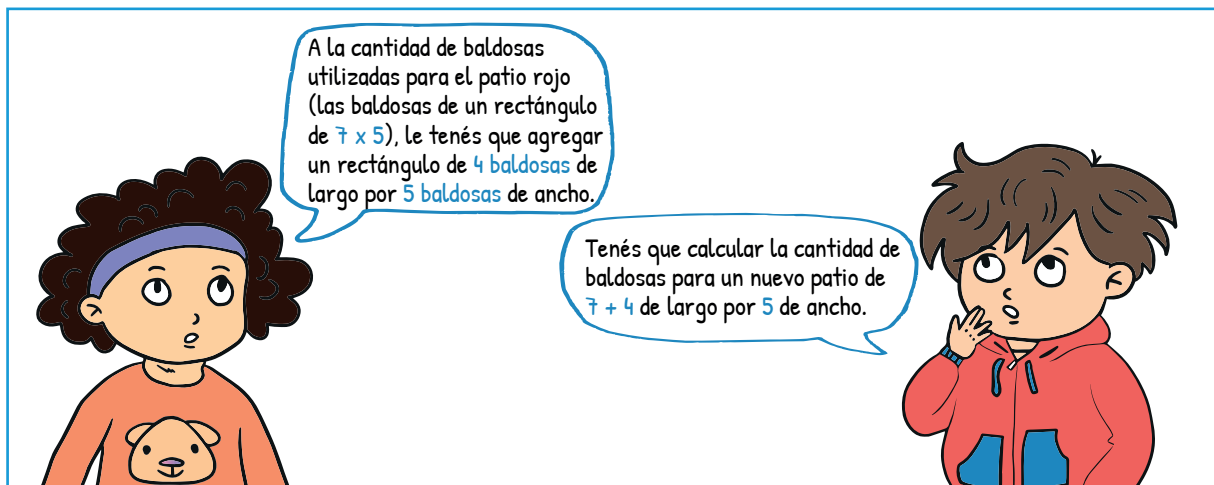 A la cantidad de baldosas
utilizadas para el patio rojo
(las baldosas de un rectángulo
de 7 x 5), le tenés que agregar
un rectángulo de 4 baldosas de
largo por 5 baldosas de ancho.
Tenés que calcular la cantidad de
baldosas para un nuevo patio de
7 + 4 de largo por 5 de ancho.